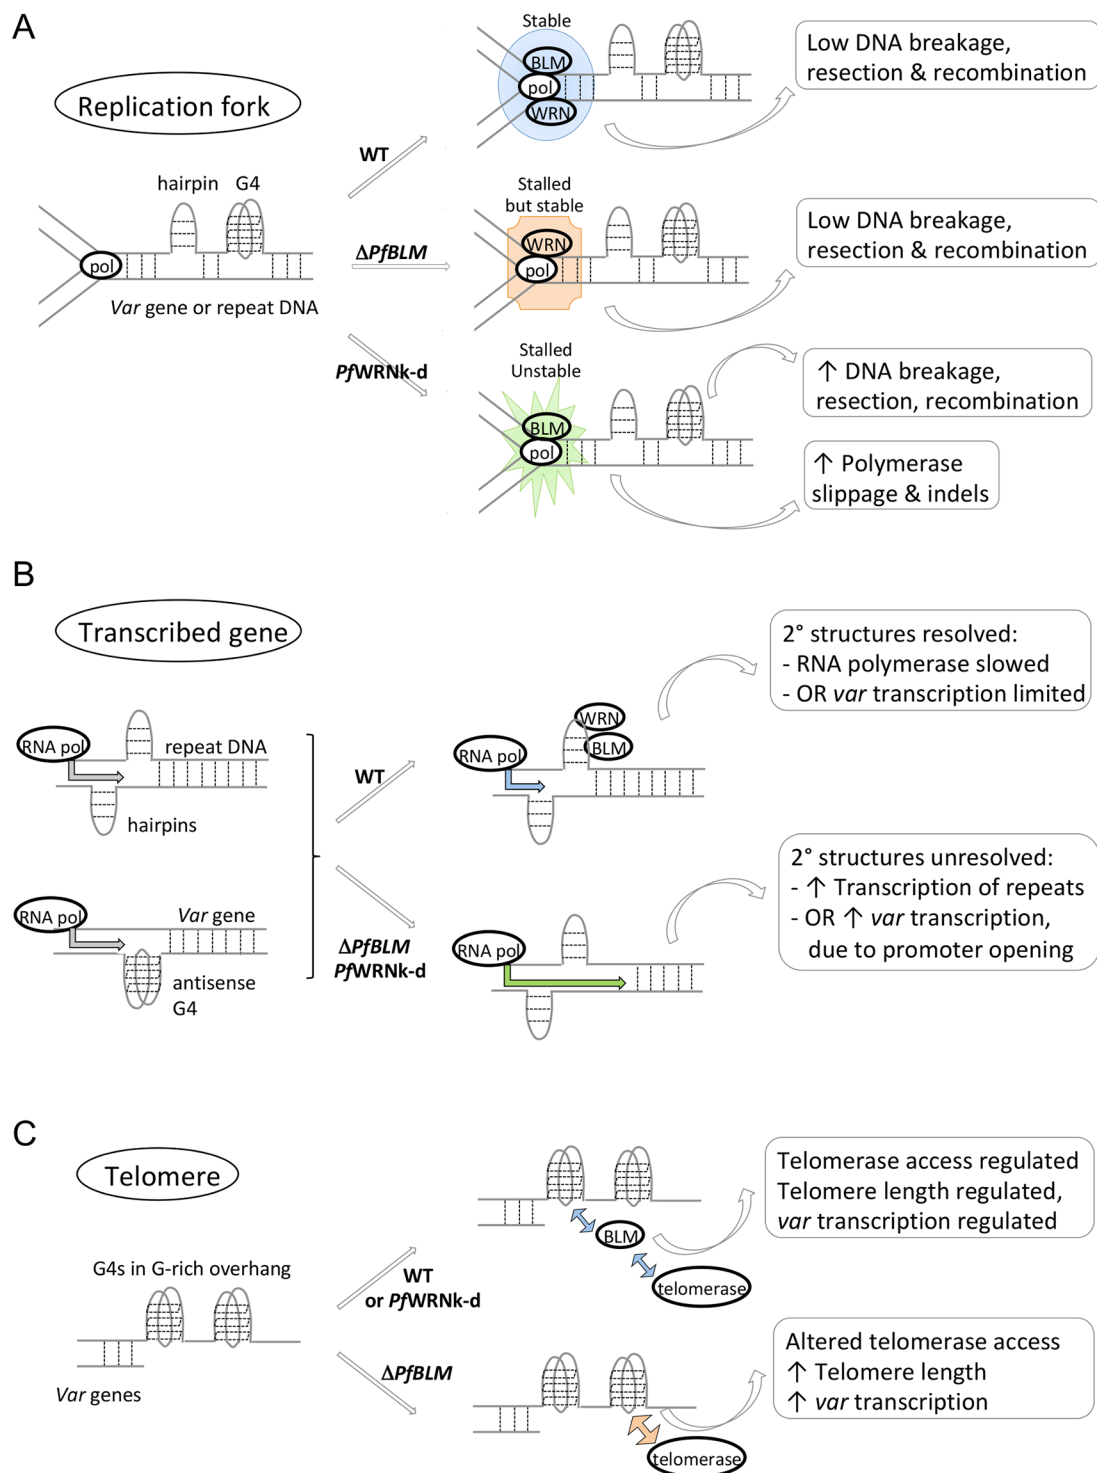 A
Replication fork
hairpin G4
pol
Var gene or repeat DNA
WT
ΔPfBLM
PfWRNk-d
Stable
BLM
pol
WRN
Low DNA breakage,
resection & recombination
Stalled
but stable
WRN
pol
Low DNA breakage,
resection & recombination
Stalled
Unstable
BLM
pol
↑ DNA breakage,
resection, recombination
↑ Polymerase
slippage & indels
B
Transcribed gene
RNA pol
repeat DNA
hairpins
RNA pol
Var gene
antisense
G4
WT
ΔPfBLM
PfWRNk-d
RNA pol
WRN
BLM
2° structures resolved:
- RNA polymerase slowed
- OR var transcription limited
RNA pol
2° structures unresolved:
- ↑ Transcription of repeats
- OR ↑ var transcription,
due to promoter opening
C
Telomere
G4s in G-rich overhang
Var genes
WT
or PfWRNk-d
ΔPfBLM
BLM
telomerase
Telomerase access regulated
Telomere length regulated,
var transcription regulated
telomerase
Altered telomerase access
↑ Telomere length
↑ var transcription